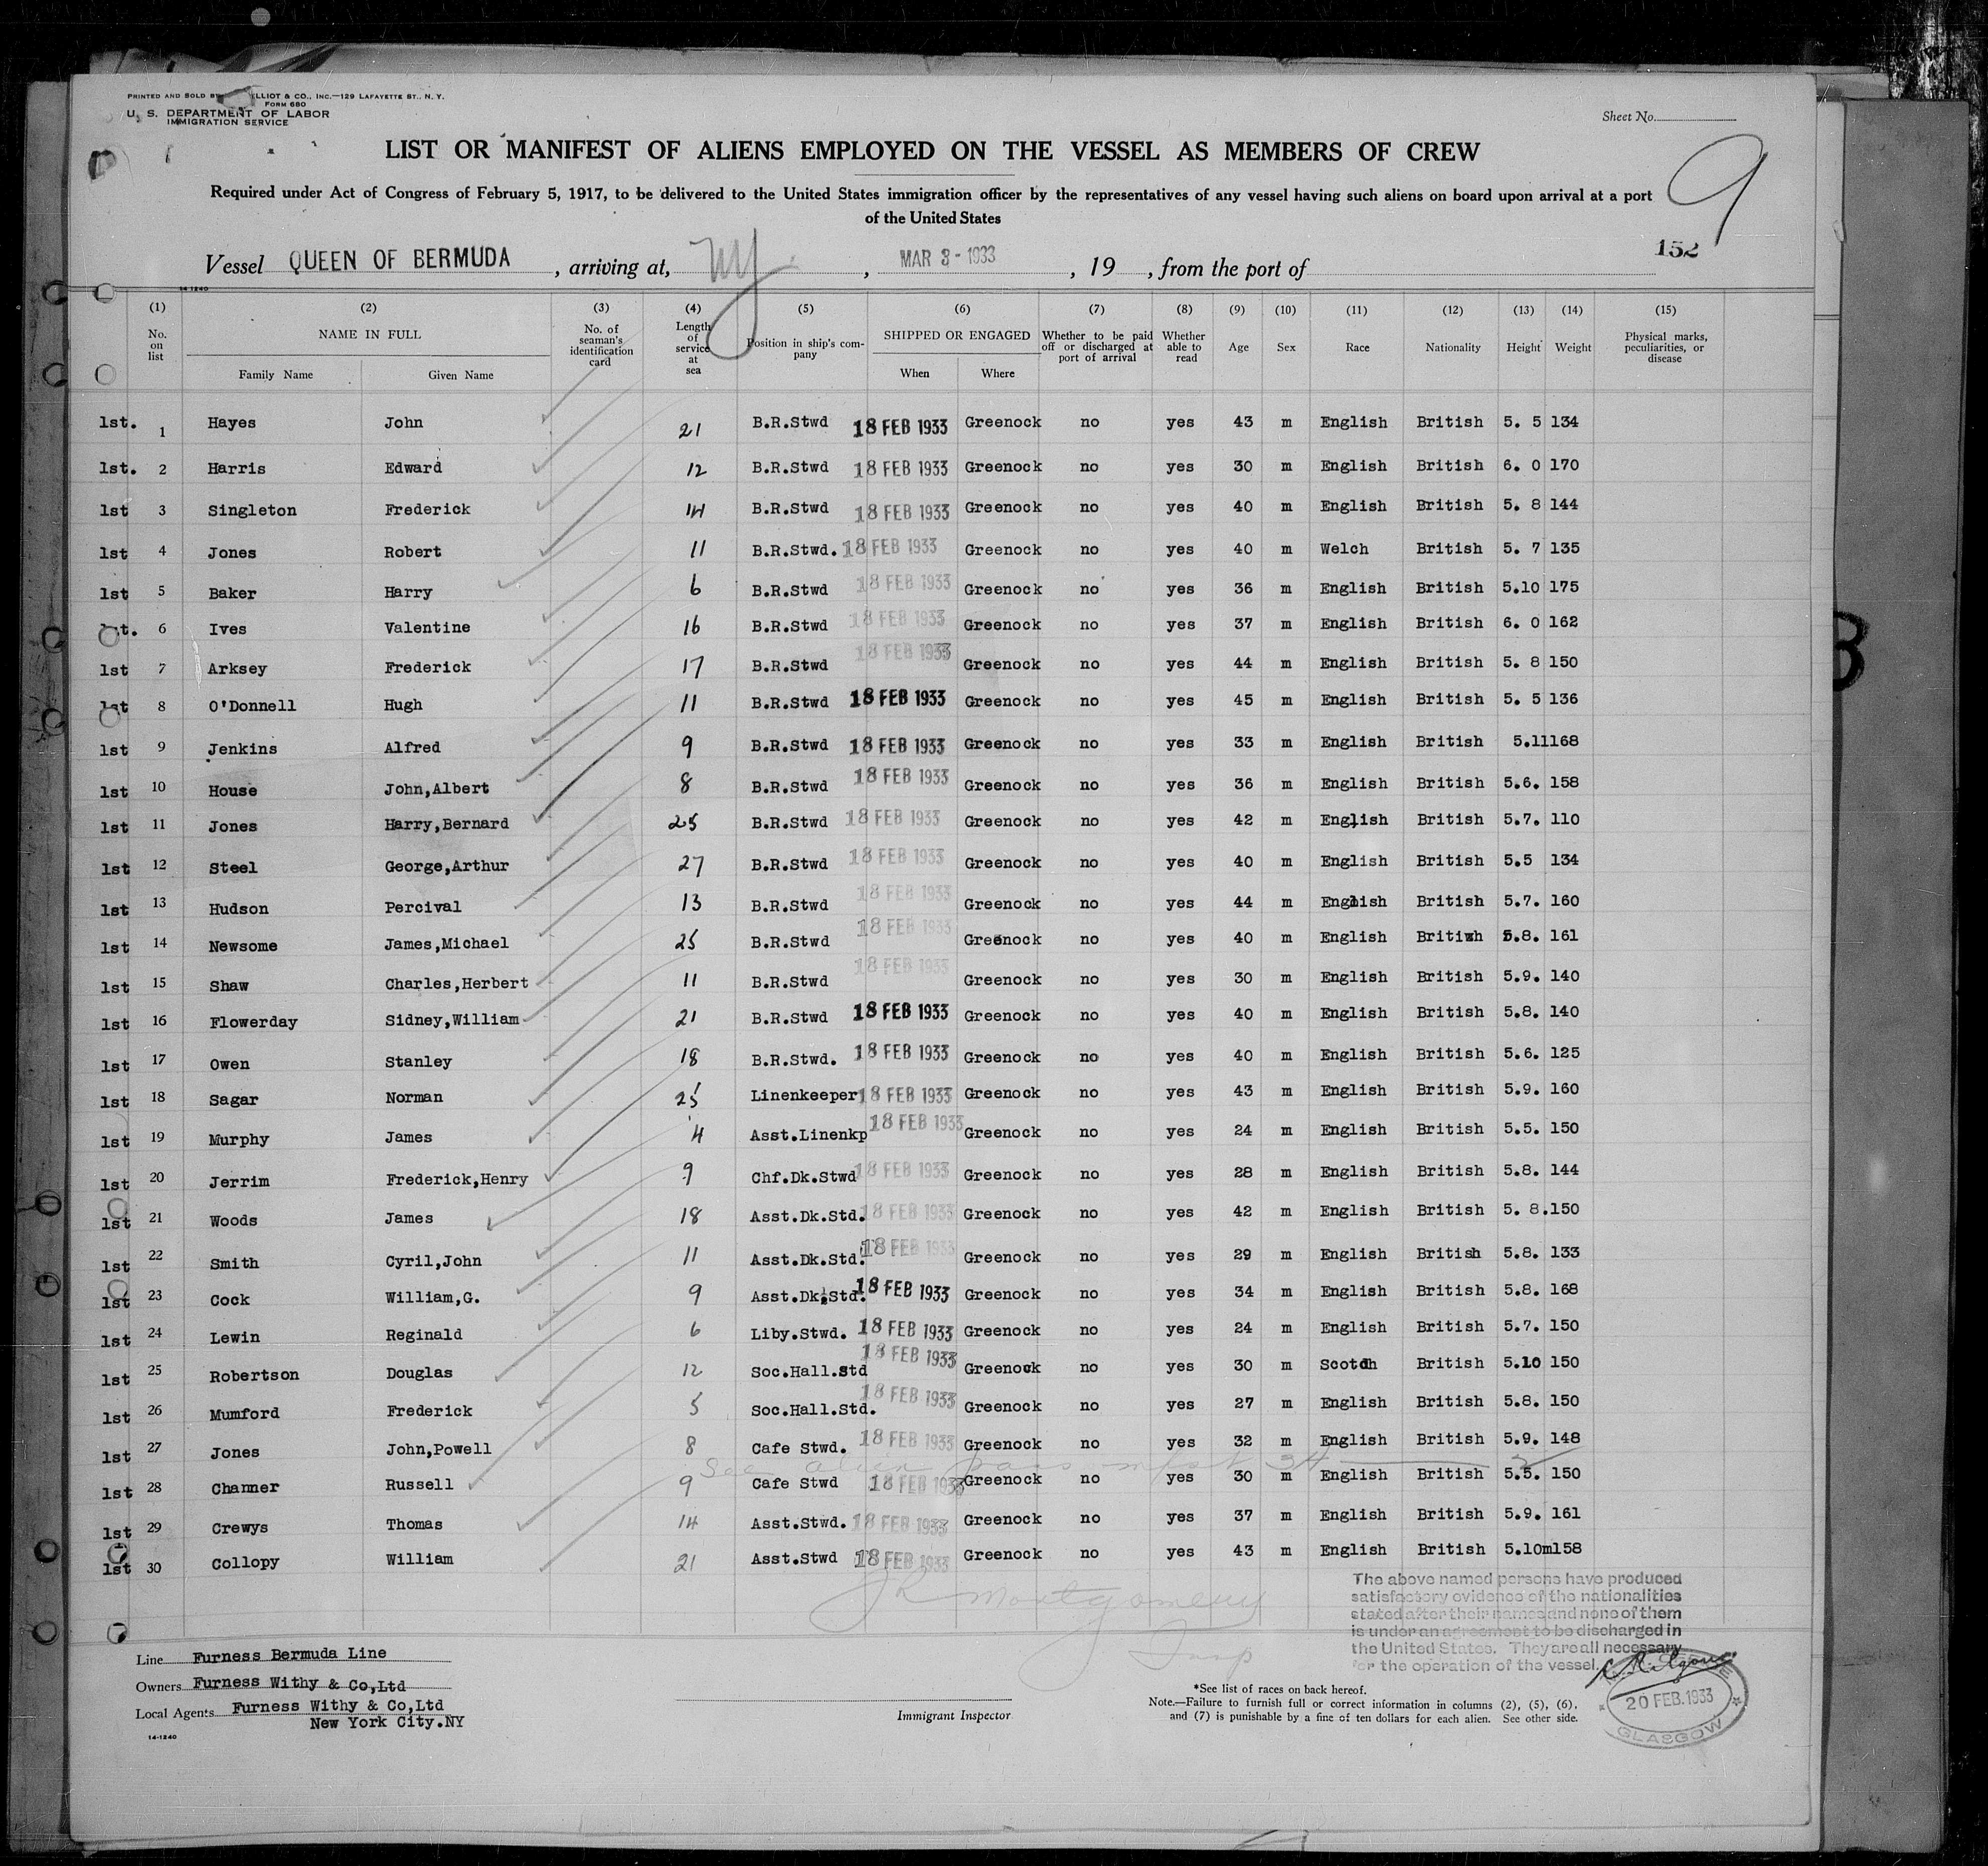 PRINTED AND SOLD BY ELLIOT & CO., INC.—129 LAFAYETTE ST., N. Y.
FORM 680
U. S. DEPARTMENT OF LABOR
IMMIGRATION SERVICE
Sheet No.
LIST OR MANIFEST OF ALIENS EMPLOYED ON THE VESSEL AS MEMBERS OF CREW
9
Required under Act of Congress of February 5, 1917, to be delivered to the United States immigration officer by the representatives of any vessel having such aliens on board upon arrival at a port
of the United States
152
Vessel QUEEN OF BERMUDA, arriving at, NY, MAR 3 - 1933, 19, from the port of
14-1240
(1) (2) (3) (4) (5) (6) (7) (8) (9) (10) (11) (12) (13) (14) (15)
No. on list NAME IN FULL Family Name Given Name No. of seaman's identification card Length of service at sea Position in ship's company SHIPPED OR ENGAGED When Where Whether to be paid off or discharged at port of arrival Whether able to read Age Sex Race Nationality Height Weight Physical marks, peculiarities, or disease
1st. 1 Hayes John 21 B.R.Stwd 18 FEB 1933 Greenock no yes 43 m English British 5. 5 134
1st. 2 Harris Edward 12 B.R.Stwd 18 FEB 1933 Greenock no yes 30 m English British 6. 0 170
1st 3 Singleton Frederick 14 B.R.Stwd 18 FEB 1933 Greenock no yes 40 m English British 5. 8 144
1st 4 Jones Robert 11 B.R.Stwd. 18 FEB 1933 Greenock no yes 40 m Welch British 5. 7 135
1st 5 Baker Harry 6 B.R.Stwd 18 FEB 1933 Greenock no yes 36 m English British 5.10 175
1st. 6 Ives Valentine 16 B.R.Stwd 18 FEB 1933 Greenock no yes 37 m English British 6. 0 162
1st 7 Arksey Frederick 17 B.R.Stwd 18 FEB 1933 Greenock no yes 44 m English British 5. 8 150
1st 8 O'Donnell Hugh 11 B.R.Stwd 18 FEB 1933 Greenock no yes 45 m English British 5. 5 136
1st 9 Jenkins Alfred 9 B.R.Stwd 18 FEB 1933 Greenock no yes 33 m English British 5.11168
1st 10 House John,Albert 8 B.R.Stwd 18 FEB 1933 Greenock no yes 36 m English British 5.6. 158
1st 11 Jones Harry,Bernard 25 B.R.Stwd 18 FEB 1933 Greenock no yes 42 m English British 5.7. 110
1st 12 Steel George,Arthur 27 B.R.Stwd 18 FEB 1933 Greenock no yes 40 m English British 5.5 134
1st 13 Hudson Percival 13 B.R.Stwd 18 FEB 1933 Greenock no yes 44 m English British 5.7. 160
1st 14 Newsome James,Michael 25 B.R.Stwd 18 FEB 1933 Greenock no yes 40 m English British 5.8. 161
1st 15 Shaw Charles,Herbert 11 B.R.Stwd 18 FEB 1933 Greenock no yes 30 m English British 5.9. 140
1st 16 Flowerday Sidney,William 21 B.R.Stwd 18 FEB 1933 Greenock no yes 40 m English British 5.8. 140
1st 17 Owen Stanley 18 B.R.Stwd. 18 FEB 1933 Greenock no yes 40 m English British 5.6. 125
1st 18 Sagar Norman 25 Linenkeeper 18 FEB 1933 Greenock no yes 43 m English British 5.9. 160
1st 19 Murphy James 4 Asst.Linenkp 18 FEB 1933 Greenock no yes 24 m English British 5.5. 150
1st 20 Jerrim Frederick,Henry 9 Chf.Dk.Stwd 18 FEB 1933 Greenock no yes 28 m English British 5.8. 144
1st 21 Woods James 18 Asst.Dk.Std. 18 FEB 1933 Greenock no yes 42 m English British 5. 8.150
1st 22 Smith Cyril,John 11 Asst.Dk.Std. 18 FEB 1933 Greenock no yes 29 m English British 5.8. 133
1st 23 Cock William,G. 9 Asst.Dk.Std. 18 FEB 1933 Greenock no yes 34 m English British 5.8. 168
1st 24 Lewin Reginald 6 Liby.Stwd. 18 FEB 1933 Greenock no yes 24 m English British 5.7. 150
1st 25 Robertson Douglas 12 Soc.Hall.Std 18 FEB 1933 Greenock no yes 30 m Scotch British 5.10 150
1st 26 Mumford Frederick 5 Soc.Hall.Std. 18 FEB 1933 Greenock no yes 27 m English British 5.8. 150
1st 27 Jones John,Powell 8 Cafe Stwd. 18 FEB 1933 Greenock no yes 32 m English British 5.9. 148
See alien pass mfst 34 2
1st 28 Channer Russell 9 Cafe Stwd 18 FEB 1933 Greenock no yes 30 m English British 5.5. 150
1st 29 Crewys Thomas 14 Asst.Stwd. 18 FEB 1933 Greenock no yes 37 m English British 5.9. 161
1st 30 Collopy William 21 Asst.Stwd 18 FEB 1933 Greenock no yes 43 m English British 5.10m158
Montgomery
Insp
The above named persons have produced
satisfactory evidence of the nationalities
stated after their names and none of them
is under an agreement to be discharged in
the United States. They are all necessary
for the operation of the vessel.
Line Furness Bermuda Line
Owners Furness Withy & Co,Ltd
Local Agents Furness Withy & Co,Ltd
New York City.NY
14-1240
Immigrant Inspector
*See list of races on back hereof.
Note.—Failure to furnish full or correct information in columns (2), (5), (6),
and (7) is punishable by a fine of ten dollars for each alien. See other side.
20 FEB.1933
GLASGOW